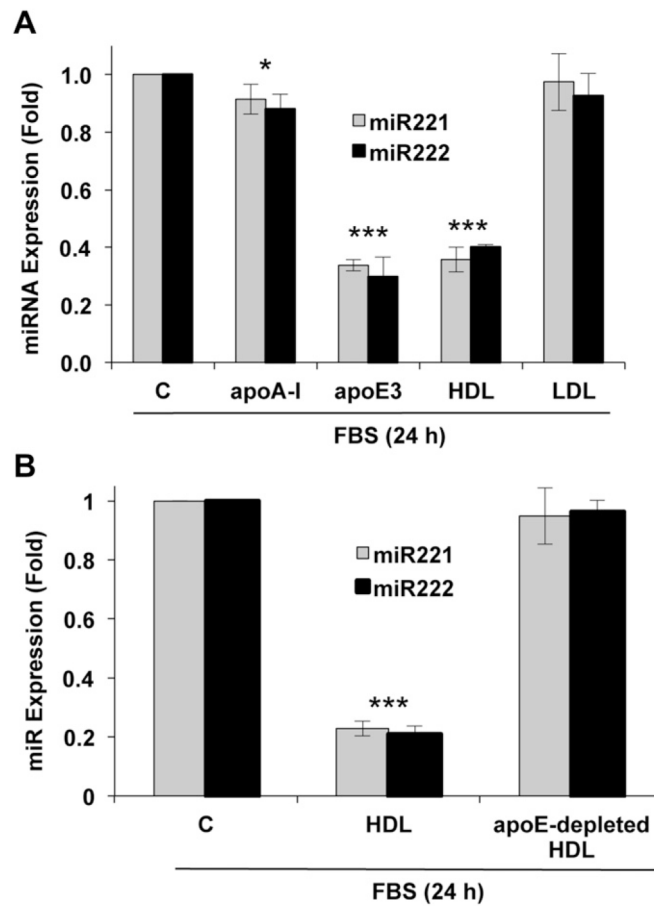 A
miRNA Expression (Fold)
1.0
0.8
0.6
0.4
0.2
0.0
*
***
***
miR221
miR222
C apoA-I apoE3 HDL LDL
FBS (24 h)
B
miR Expression (Fold)
1
0.8
0.6
0.4
0.2
0
***
miR221
miR222
C HDL apoE-depleted
HDL
FBS (24 h)